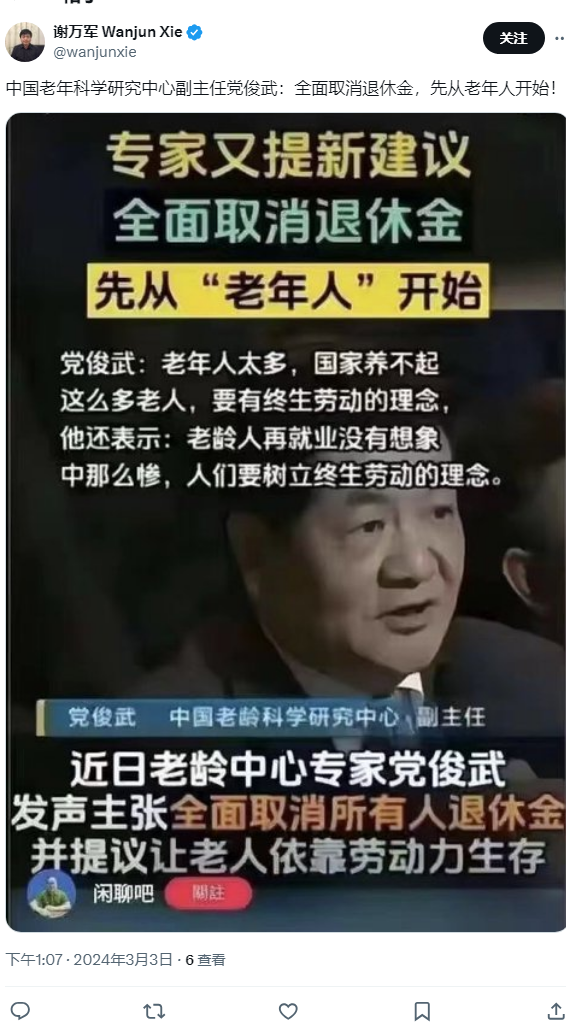 谢万军 Wanjun Xie
@wanjunxie
关注
中国老年科学研究中心副主任党俊武：全面取消退休金，先从老年人开始！
专家又提新建议
全面取消退休金
先从“老年人”开始
党俊武：老年人太多，国家养不起
这么多老人，要有终生劳动的理念，
他还表示：老龄人再就业没有想象
中那么惨，人们要树立终生劳动的理念。
党俊武 中国老龄科学研究中心 副主任
近日老龄中心专家党俊武
发声主张全面取消所有人退休金
并提议让老人依靠劳动力生存
闲聊吧 關註
下午1:07 · 2024年3月3日 · 6 查看